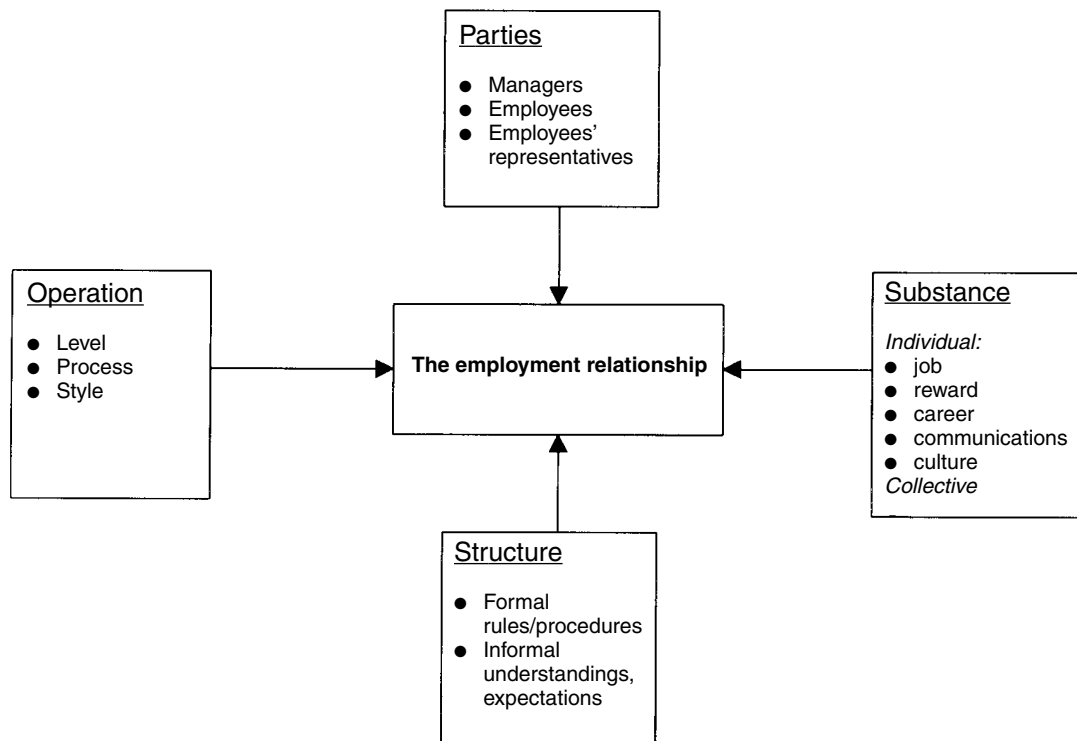 Parties
● Managers
● Employees
● Employees’
representatives
Operation
● Level
● Process
● Style
The employment relationship
Substance
Individual:
● job
● reward
● career
● communications
● culture
Collective
Structure
● Formal
rules/procedures
● Informal
understandings,
expectations